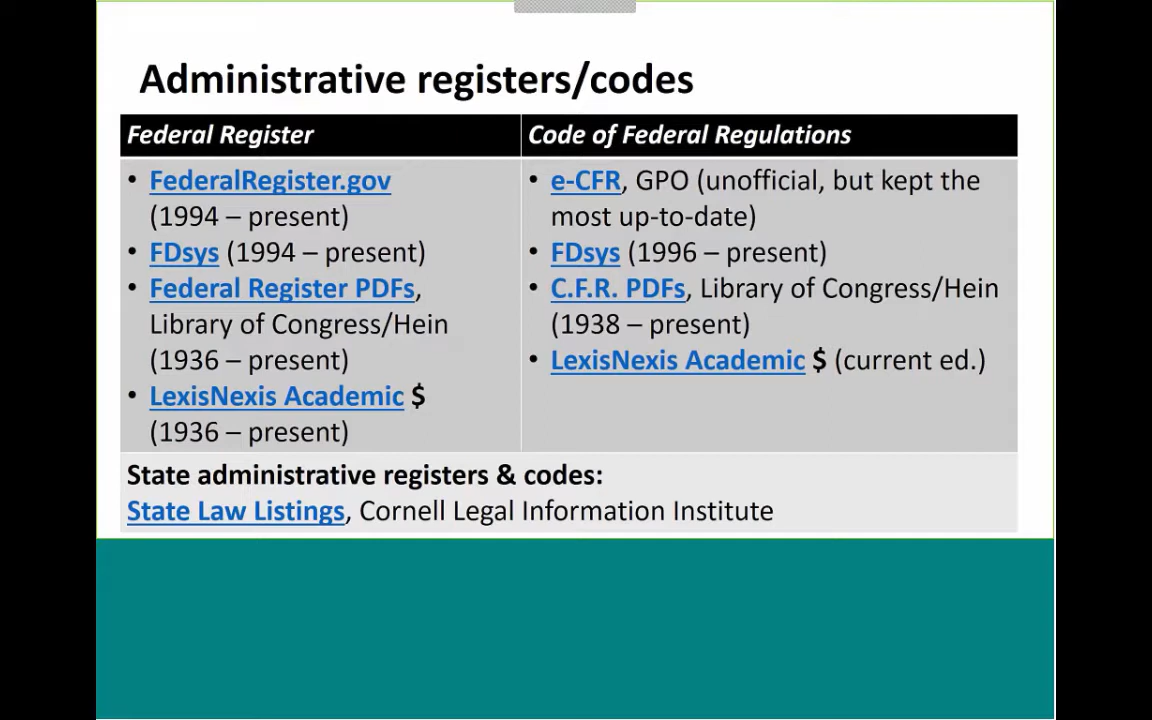 Administrative registers/codes
Federal Register
• FederalRegister.gov
(1994 – present)
• FDsys (1994 – present)
• Federal Register PDFs,
Library of Congress/Hein
(1936 – present)
• LexisNexis Academic $
(1936 – present)
Code of Federal Regulations
• e-CFR, GPO (unofficial, but kept the
most up-to-date)
• FDsys (1996 – present)
• C.F.R. PDFs, Library of Congress/Hein
(1938 – present)
• LexisNexis Academic $ (current ed.)
State administrative registers & codes:
State Law Listings, Cornell Legal Information Institute